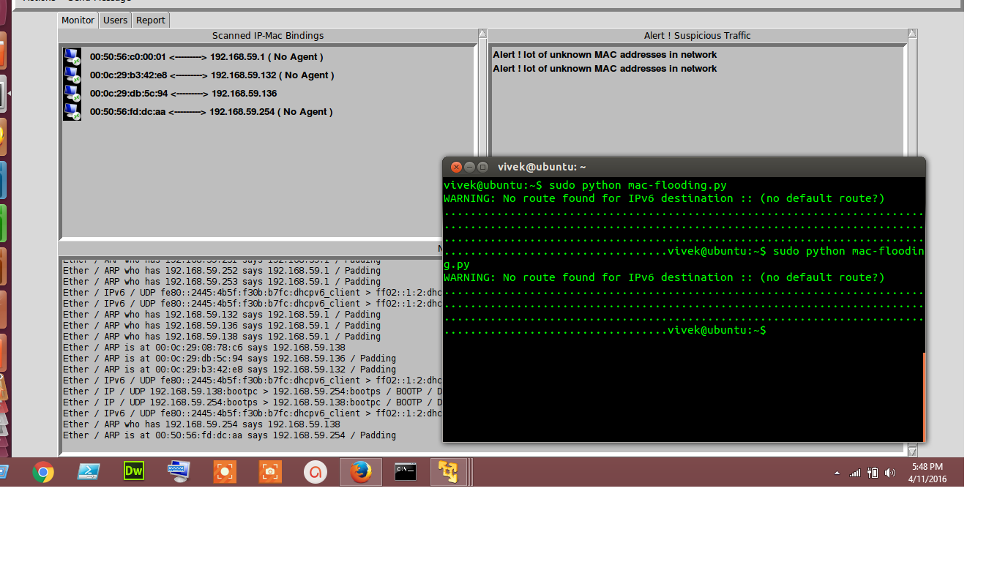 Monitor Users Report
Scanned IP-Mac Bindings
00:50:56:c0:00:01 <---------> 192.168.59.1 ( No Agent )
00:0c:29:b3:42:e8 <---------> 192.168.59.132 ( No Agent )
00:0c:29:db:5c:94 <---------> 192.168.59.136
00:50:56:fd:dc:aa <---------> 192.168.59.254 ( No Agent )
Alert ! Suspicious Traffic
Alert ! lot of unknown MAC addresses in network
Alert ! lot of unknown MAC addresses in network
Ether / ARP who has 192.168.59.252 says 192.168.59.1 / Padding
Ether / ARP who has 192.168.59.253 says 192.168.59.1 / Padding
Ether / IPv6 / UDP fe80::2445:4b5f:f30b:b7fc:dhcpv6_client > ff02::1:2:dhc
Ether / IPv6 / UDP fe80::2445:4b5f:f30b:b7fc:dhcpv6_client > ff02::1:2:dhc
Ether / ARP who has 192.168.59.132 says 192.168.59.1 / Padding
Ether / ARP who has 192.168.59.136 says 192.168.59.1 / Padding
Ether / ARP who has 192.168.59.138 says 192.168.59.1 / Padding
Ether / ARP is at 00:0c:29:08:78:c6 says 192.168.59.138
Ether / ARP is at 00:0c:29:db:5c:94 says 192.168.59.136 / Padding
Ether / ARP is at 00:0c:29:b3:42:e8 says 192.168.59.132 / Padding
Ether / IPv6 / UDP fe80::2445:4b5f:f30b:b7fc:dhcpv6_client > ff02::1:2:dhc
Ether / IP / UDP 192.168.59.138:bootpc > 192.168.59.254:bootps / BOOTP / D
Ether / IP / UDP 192.168.59.254:bootps > 192.168.59.138:bootpc / BOOTP / D
Ether / IPv6 / UDP fe80::2445:4b5f:f30b:b7fc:dhcpv6_client > ff02::1:2:dhc
Ether / ARP who has 192.168.59.254 says 192.168.59.138
Ether / ARP is at 00:50:56:fd:dc:aa says 192.168.59.254 / Padding
vivek@ubuntu: ~
vivek@ubuntu:~$ sudo python mac-flooding.py
WARNING: No route found for IPv6 destination :: (no default route?)
.........................................................................
.........................................................................
.........................................................................
..................................vivek@ubuntu:~$ sudo python mac-floodin
g.py
WARNING: No route found for IPv6 destination :: (no default route?)
.........................................................................
.........................................................................
.........................................................................
..................................vivek@ubuntu:~$
Dw
C:\_
5:48 PM
4/11/2016